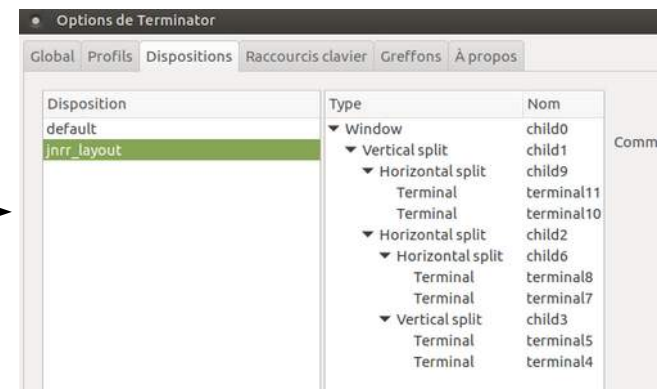 Options de Terminator
Global Profils Dispositions Raccourcis clavier Greffons À propos
Disposition Type Nom
default Window child0
jnrr_layout Vertical split child1 Comm
Horizontal split child9
Terminal terminal11
Terminal terminal10
Horizontal split child2
Horizontal split child6
Terminal terminal8
Terminal terminal7
Vertical split child3
Terminal terminal5
Terminal terminal4